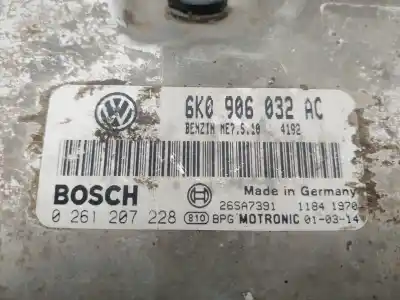 6K0 906 032 AC
BENZIN ME7.5.10 4192
BOSCH
Made in Germany
0 261 207 228 810
26SA7391 1184 1970
BPG MOTRONIC 01-03-14